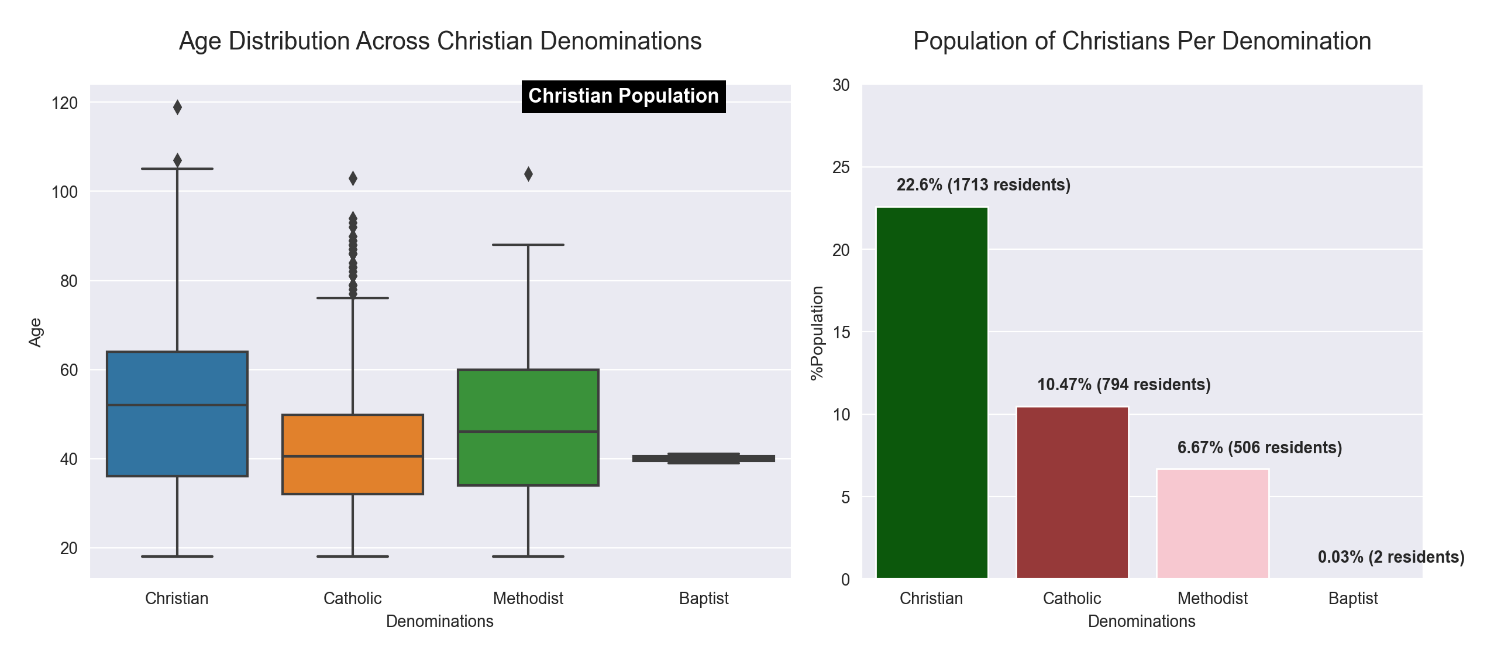 Age Distribution Across Christian Denominations
Christian Population
120
100
80
60
40
20
Age
Christian
Catholic
Methodist
Baptist
Denominations
Population of Christians Per Denomination
30
25
20
15
10
5
0
%Population
22.6% (1713 residents)
10.47% (794 residents)
6.67% (506 residents)
0.03% (2 residents)
Christian
Catholic
Methodist
Baptist
Denominations